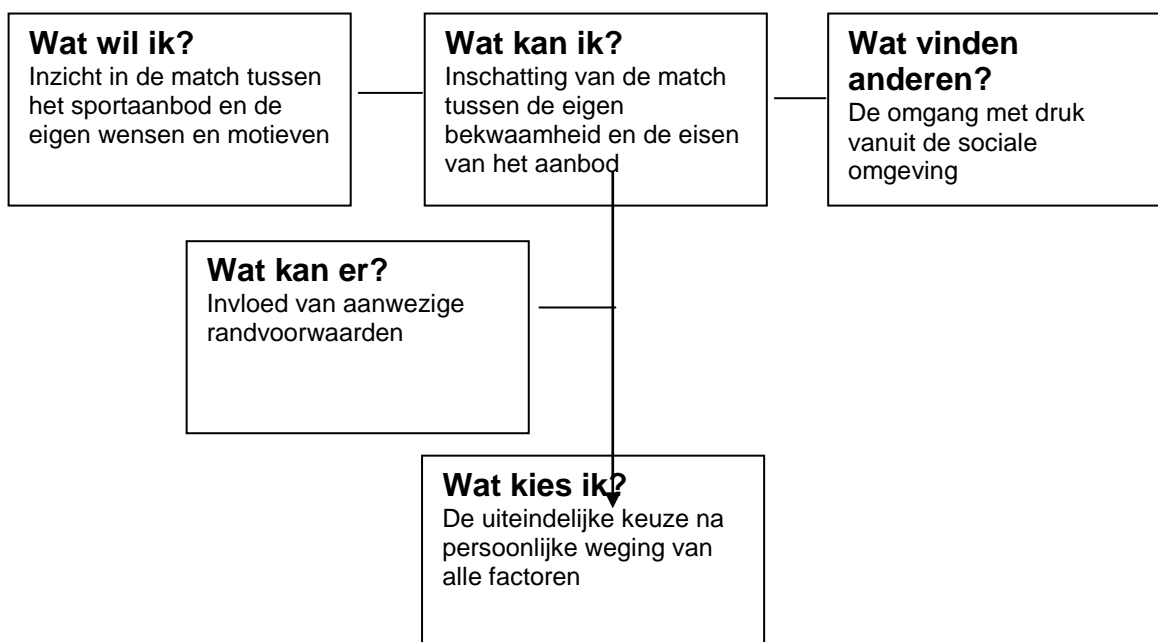 Wat wil ik?
Inzicht in de match tussen
het sportaanbod en de
eigen wensen en motieven
Wat kan ik?
Inschatting van de match
tussen de eigen
bekwaamheid en de eisen
van het aanbod
Wat vinden
anderen?
De omgang met druk
vanuit de sociale
omgeving
Wat kan er?
Invloed van aanwezige
randvoorwaarden
Wat kies ik?
De uiteindelijke keuze na
persoonlijke weging van
alle factoren